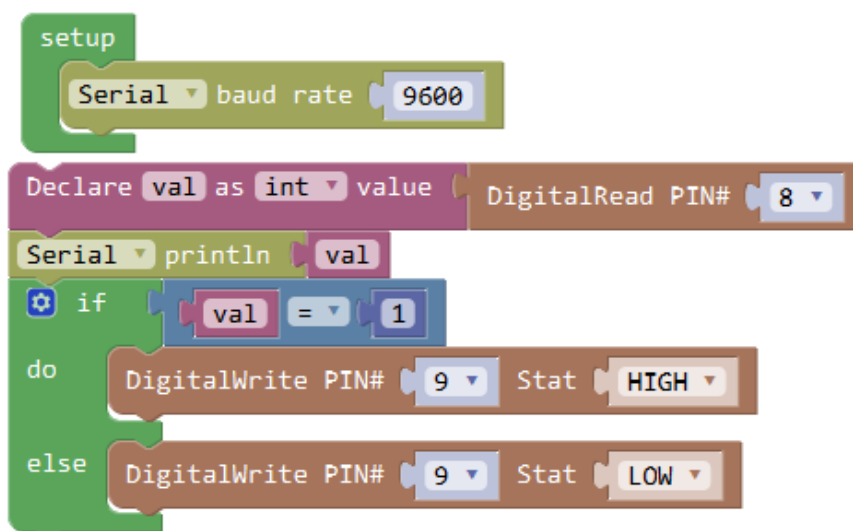 setup
Serial baud rate 9600
Declare val as int value DigitalRead PIN# 8
Serial println val
if val = 1
do DigitalWrite PIN# 9 Stat HIGH
else DigitalWrite PIN# 9 Stat LOW